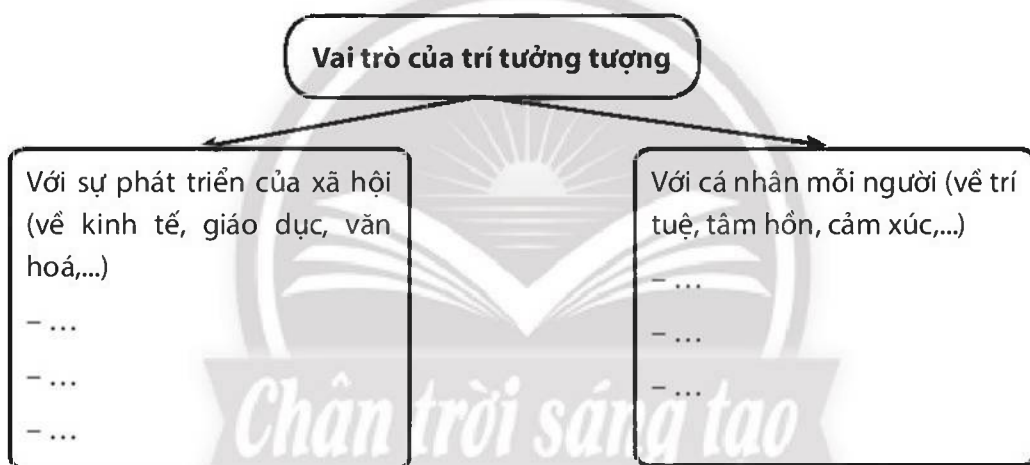 Vai trò của trí tưởng tượng
Với sự phát triển của xã hội
(về kinh tế, giáo dục, văn
hoá,...)
– ...
– ...
– ...
Với cá nhân mỗi người (về trí
tuệ, tâm hồn, cảm xúc,...)
– ...
– ...
– ...
Chân trời sáng tạo